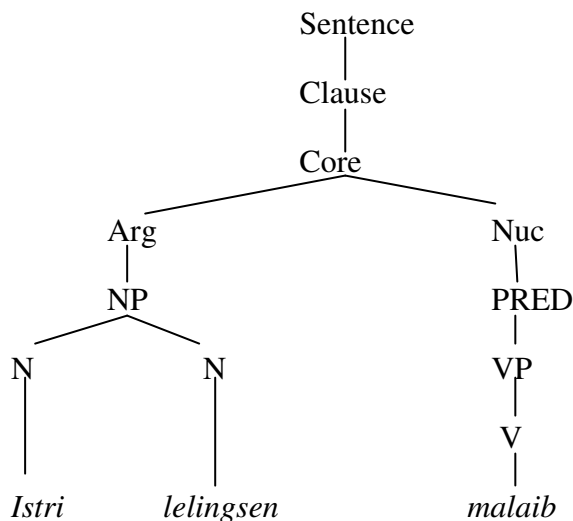 Sentence
Clause
Core
Arg Nuc
NP PRED
N N VP
V
Istri lelingsen malaib